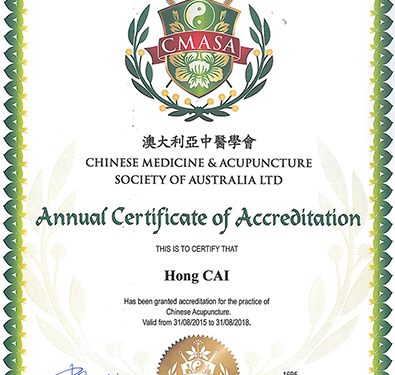 CMASA
澳大利亞中醫學會
CHINESE MEDICINE & ACUPUNCTURE
SOCIETY OF AUSTRALIA LTD
Annual Certificate of Accreditation
THIS IS TO CERTIFY THAT
Hong CAI
Has been granted accreditation for the practice of
Chinese Acupuncture.
Valid from 31/08/2015 to 31/08/2018.